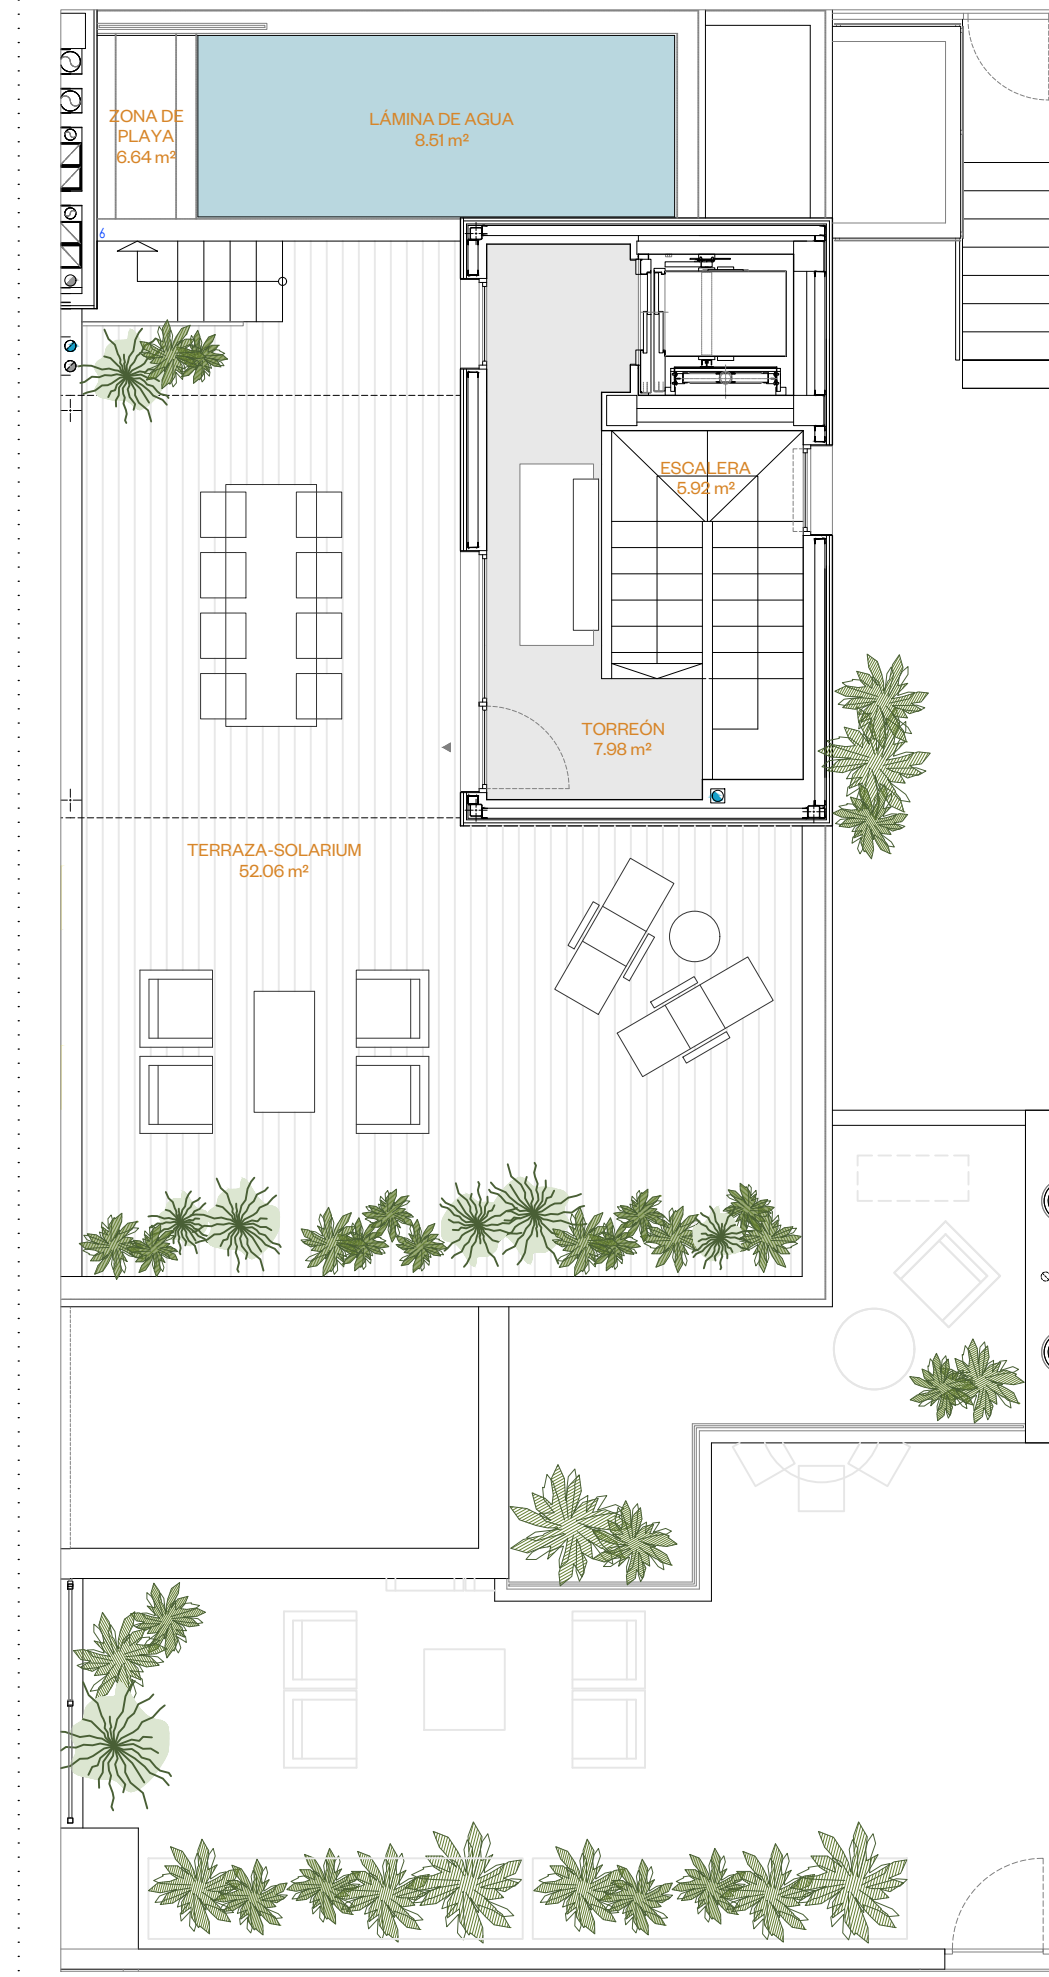 ZONA DE
PLAYA
6.64 m²
LÁMINA DE AGUA
8.51 m²
6
ESCALERA
5.92 m²
TORREÓN
7.98 m²
TERRAZA-SOLARIUM
52.06 m²